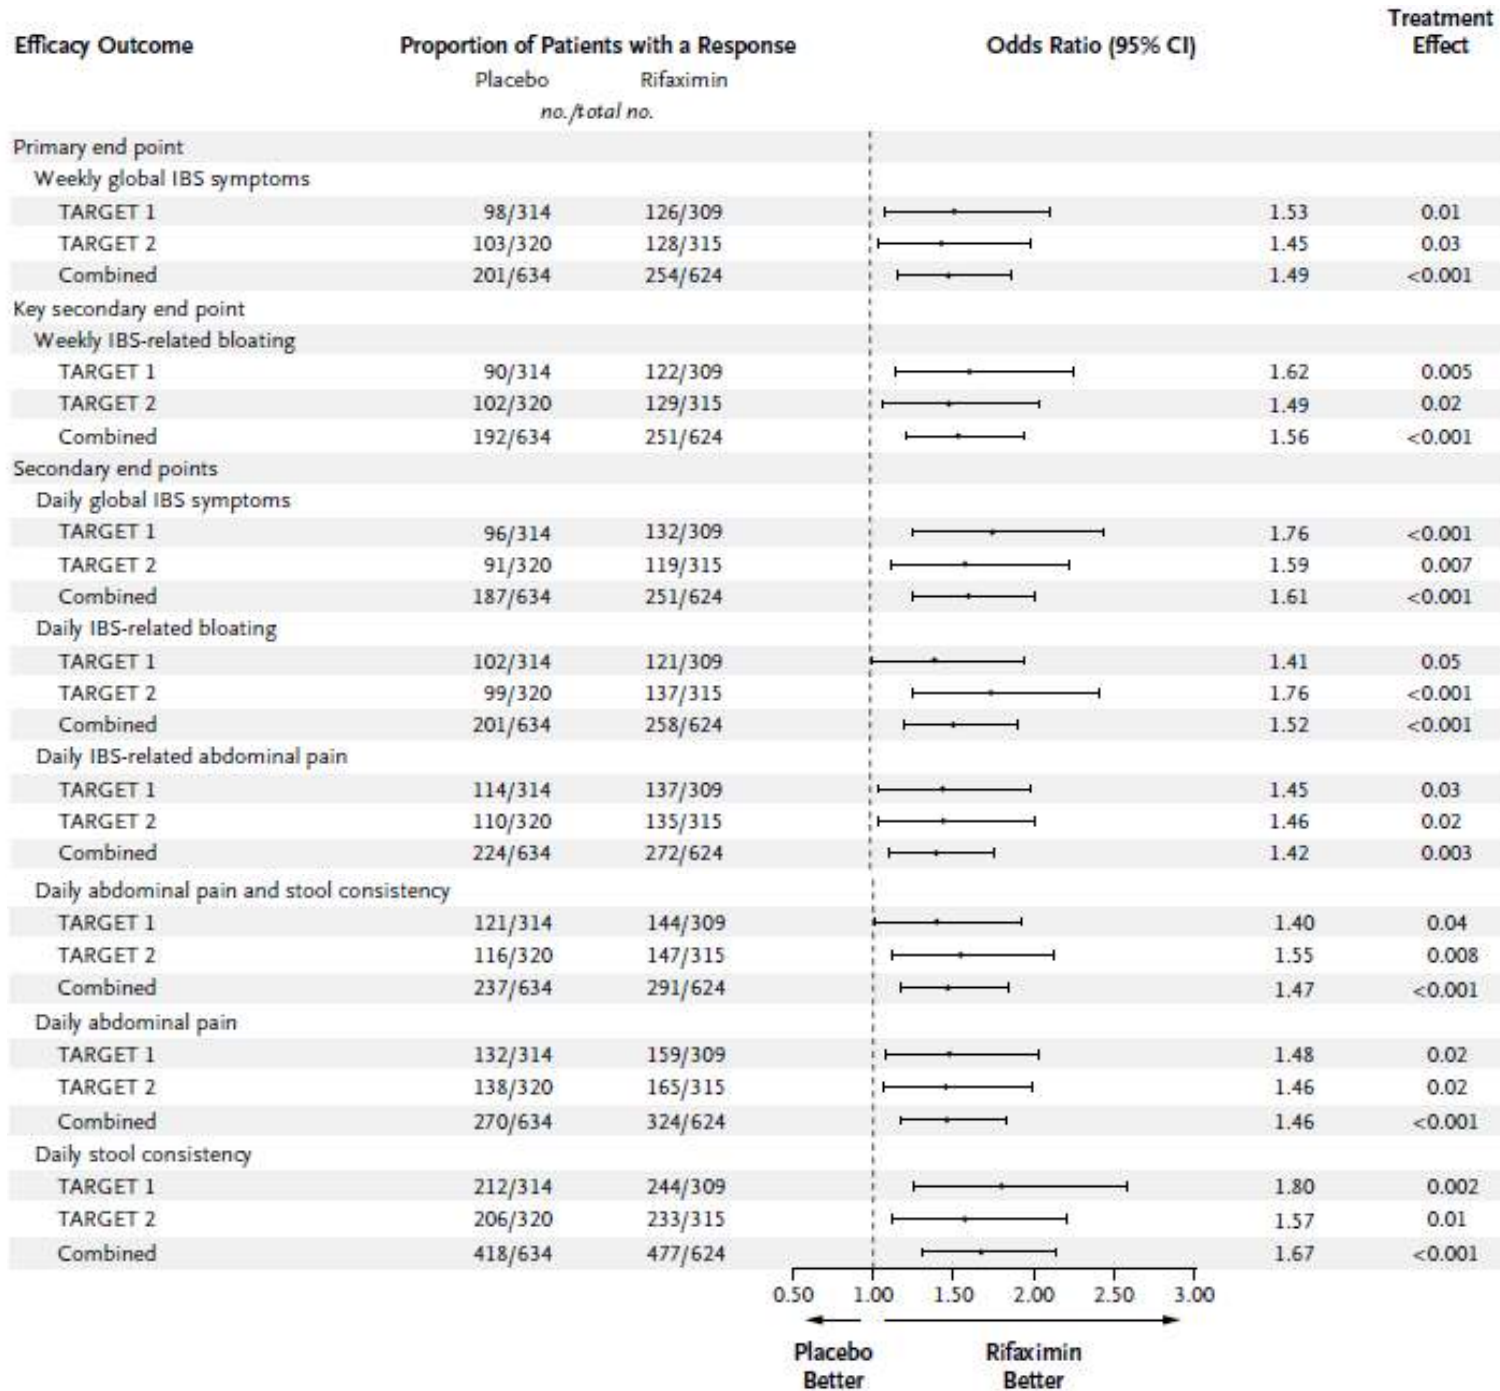 Efficacy Outcome Proportion of Patients with a Response Odds Ratio (95% CI) Treatment Effect
Placebo Rifaximin
no./total no.
Primary end point
Weekly global IBS symptoms
TARGET 1 98/314 126/309 1.53 0.01
TARGET 2 103/320 128/315 1.45 0.03
Combined 201/634 254/624 1.49 <0.001
Key secondary end point
Weekly IBS-related bloating
TARGET 1 90/314 122/309 1.62 0.005
TARGET 2 102/320 129/315 1.49 0.02
Combined 192/634 251/624 1.56 <0.001
Secondary end points
Daily global IBS symptoms
TARGET 1 96/314 132/309 1.76 <0.001
TARGET 2 91/320 119/315 1.59 0.007
Combined 187/634 251/624 1.61 <0.001
Daily IBS-related bloating
TARGET 1 102/314 121/309 1.41 0.05
TARGET 2 99/320 137/315 1.76 <0.001
Combined 201/634 258/624 1.52 <0.001
Daily IBS-related abdominal pain
TARGET 1 114/314 137/309 1.45 0.03
TARGET 2 110/320 135/315 1.46 0.02
Combined 224/634 272/624 1.42 0.003
Daily abdominal pain and stool consistency
TARGET 1 121/314 144/309 1.40 0.04
TARGET 2 116/320 147/315 1.55 0.008
Combined 237/634 291/624 1.47 <0.001
Daily abdominal pain
TARGET 1 132/314 159/309 1.48 0.02
TARGET 2 138/320 165/315 1.46 0.02
Combined 270/634 324/624 1.46 <0.001
Daily stool consistency
TARGET 1 212/314 244/309 1.80 0.002
TARGET 2 206/320 233/315 1.57 0.01
Combined 418/634 477/624 1.67 <0.001
0.50 1.00 1.50 2.00 2.50 3.00
Placebo Better Rifaximin Better